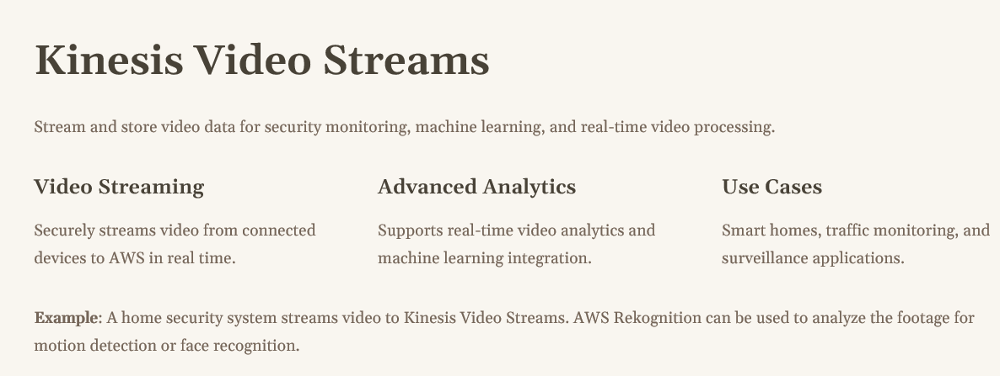 Kinesis Video Streams
Stream and store video data for security monitoring, machine learning, and real-time video processing.
Video Streaming
Securely streams video from connected
devices to AWS in real time.
Advanced Analytics
Supports real-time video analytics and
machine learning integration.
Use Cases
Smart homes, traffic monitoring, and
surveillance applications.
Example: A home security system streams video to Kinesis Video Streams. AWS Rekognition can be used to analyze the footage for
motion detection or face recognition.